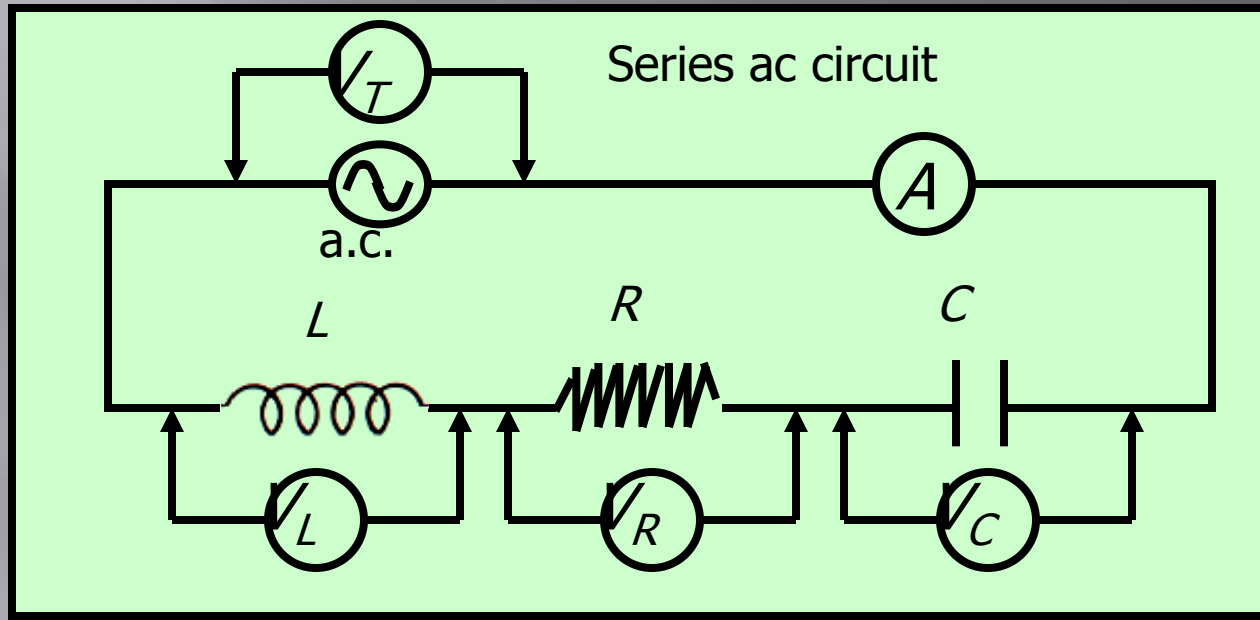 V_T
Series ac circuit
A
a.c.
L
R
C
V_L
V_R
V_C